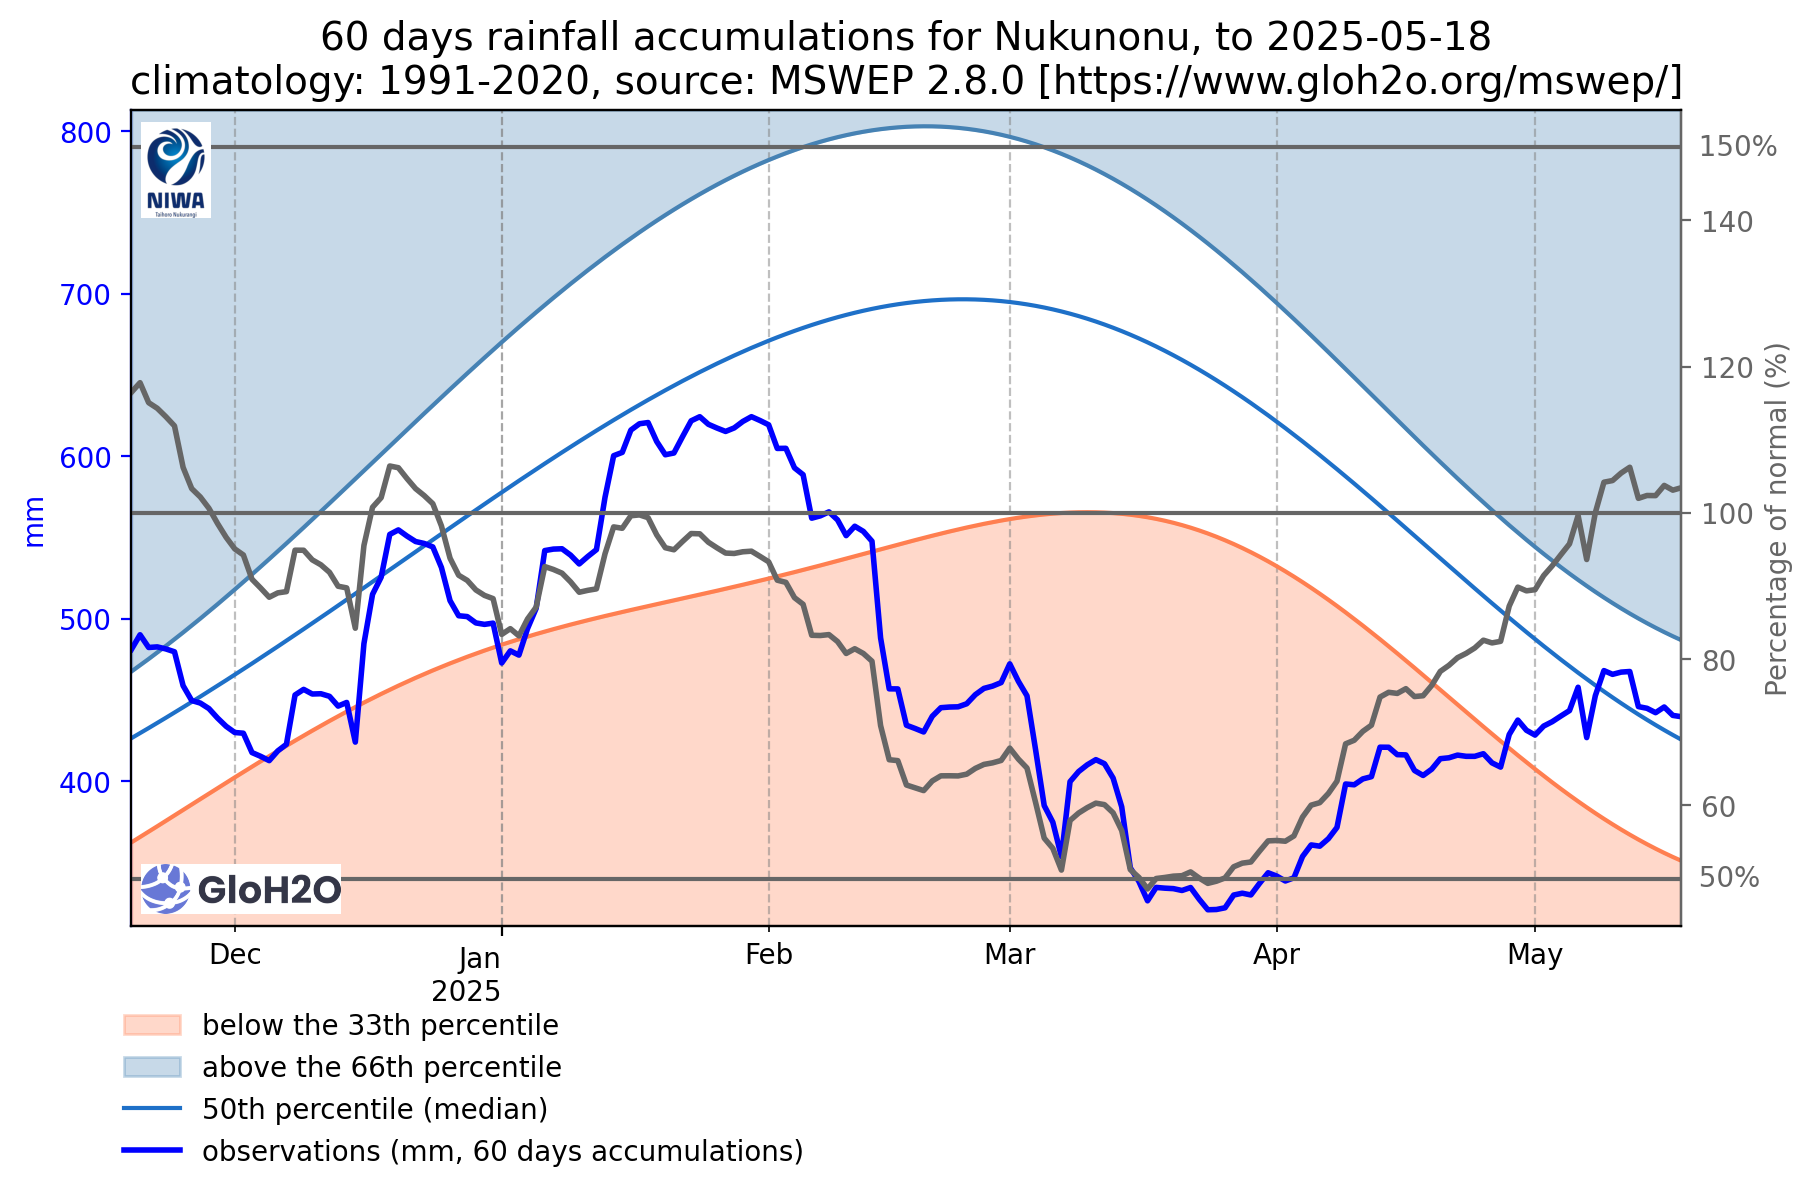 60 days rainfall accumulations for Nukunonu, to 2025-05-18
climatology: 1991-2020, source: MSWEP 2.8.0 [https://www.gloh2o.org/mswep/]
800
700
600
500
400
mm
150%
140
120
100
80
60
50%
Percentage of normal (%)
NIWA
Taihoro Nukurangi
GloH2O
Dec
Jan
2025
Feb
Mar
Apr
May
below the 33th percentile
above the 66th percentile
50th percentile (median)
observations (mm, 60 days accumulations)